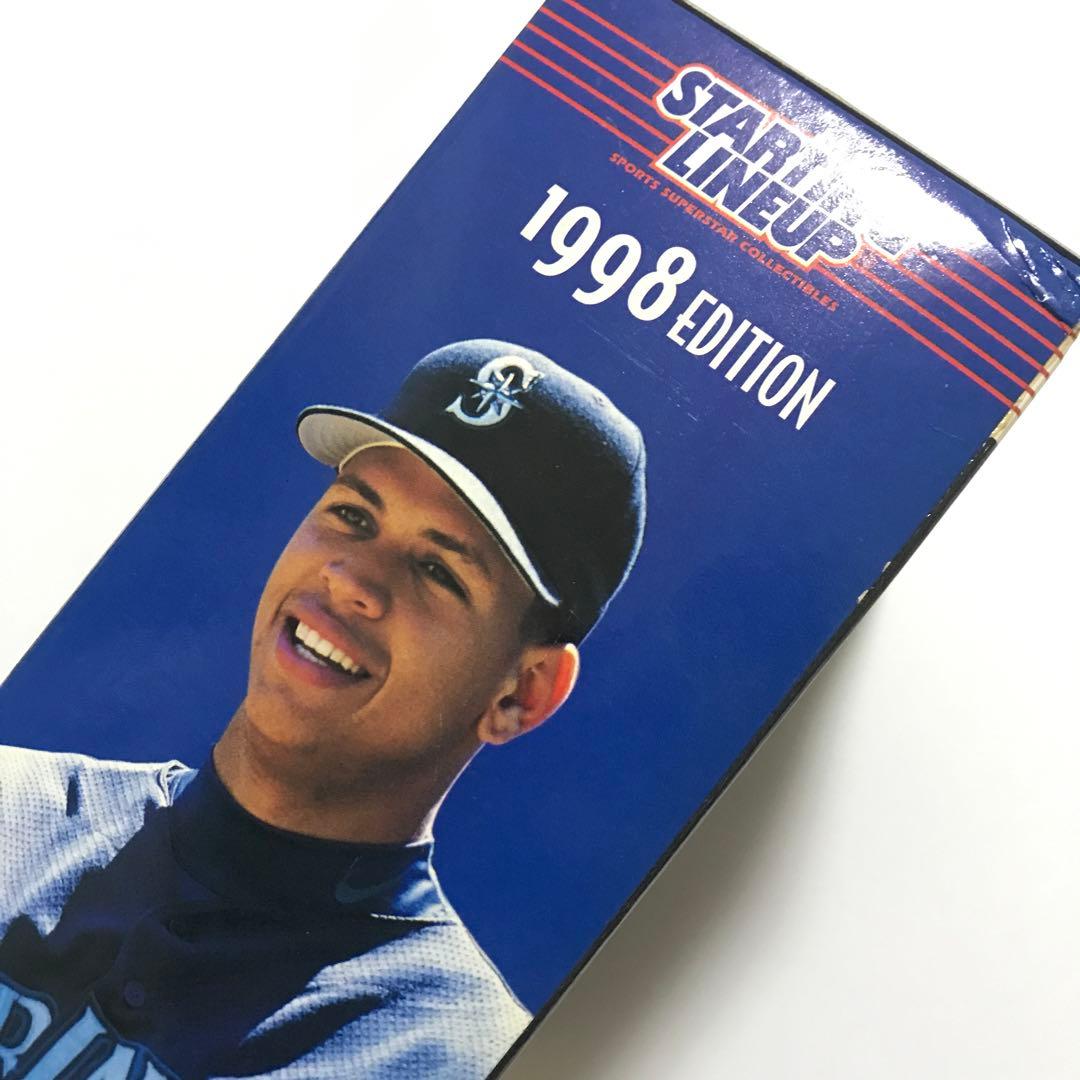 STARTING
LINEUP
SPORTS SUPERSTAR COLLECTIBLES
1998 EDITION
S